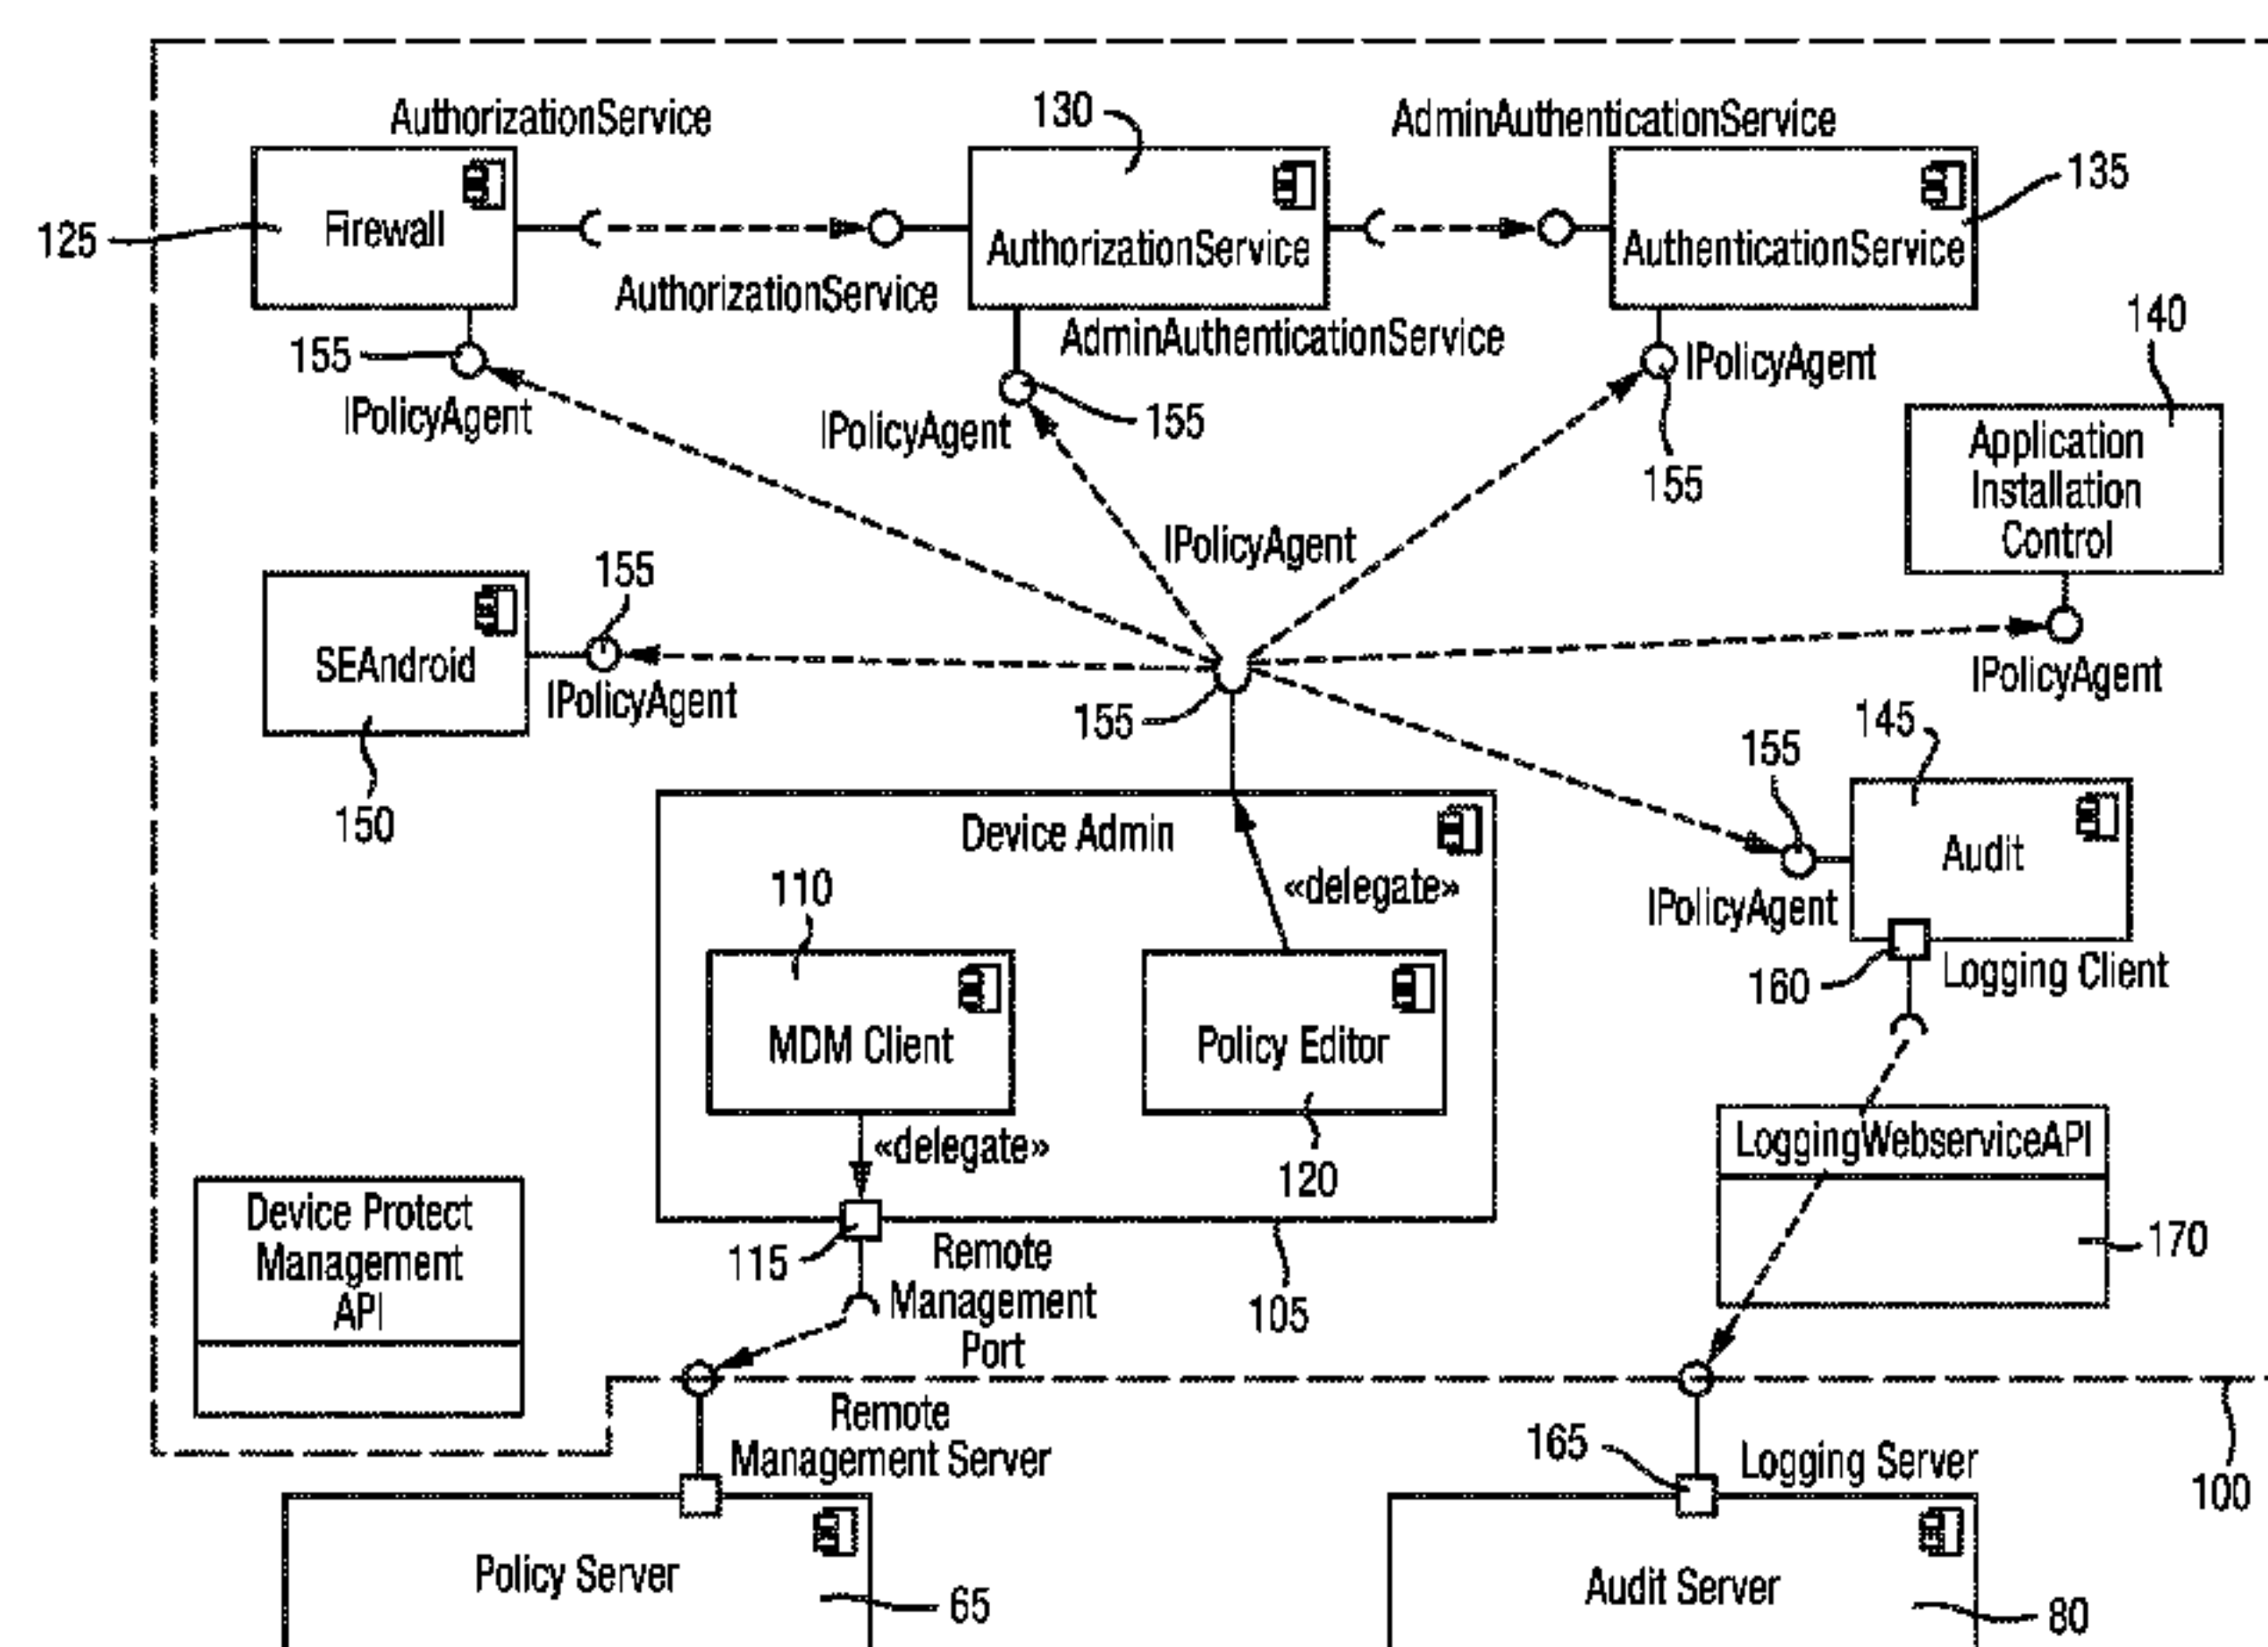 AuthorizationService
130
AdminAuthenticationService
125
Firewall
AuthorizationService
AuthenticationService
135
AuthorizationService
AdminAuthenticationService
140
155
IPolicyAgent
IPolicyAgent
155
IPolicyAgent
155
Application
Installation
Control
IPolicyAgent
155
SEAndroid
IPolicyAgent
150
155
IPolicyAgent
145
155
Audit
IPolicyAgent
160
Logging Client
Device Admin
110
«delegate»
MDM Client
Policy Editor
«delegate»
120
LoggingWebserviceAPI
170
Device Protect
Management
API
115
Remote
Management
Port
105
Remote
Management Server
165
Logging Server
100
Policy Server
65
Audit Server
80